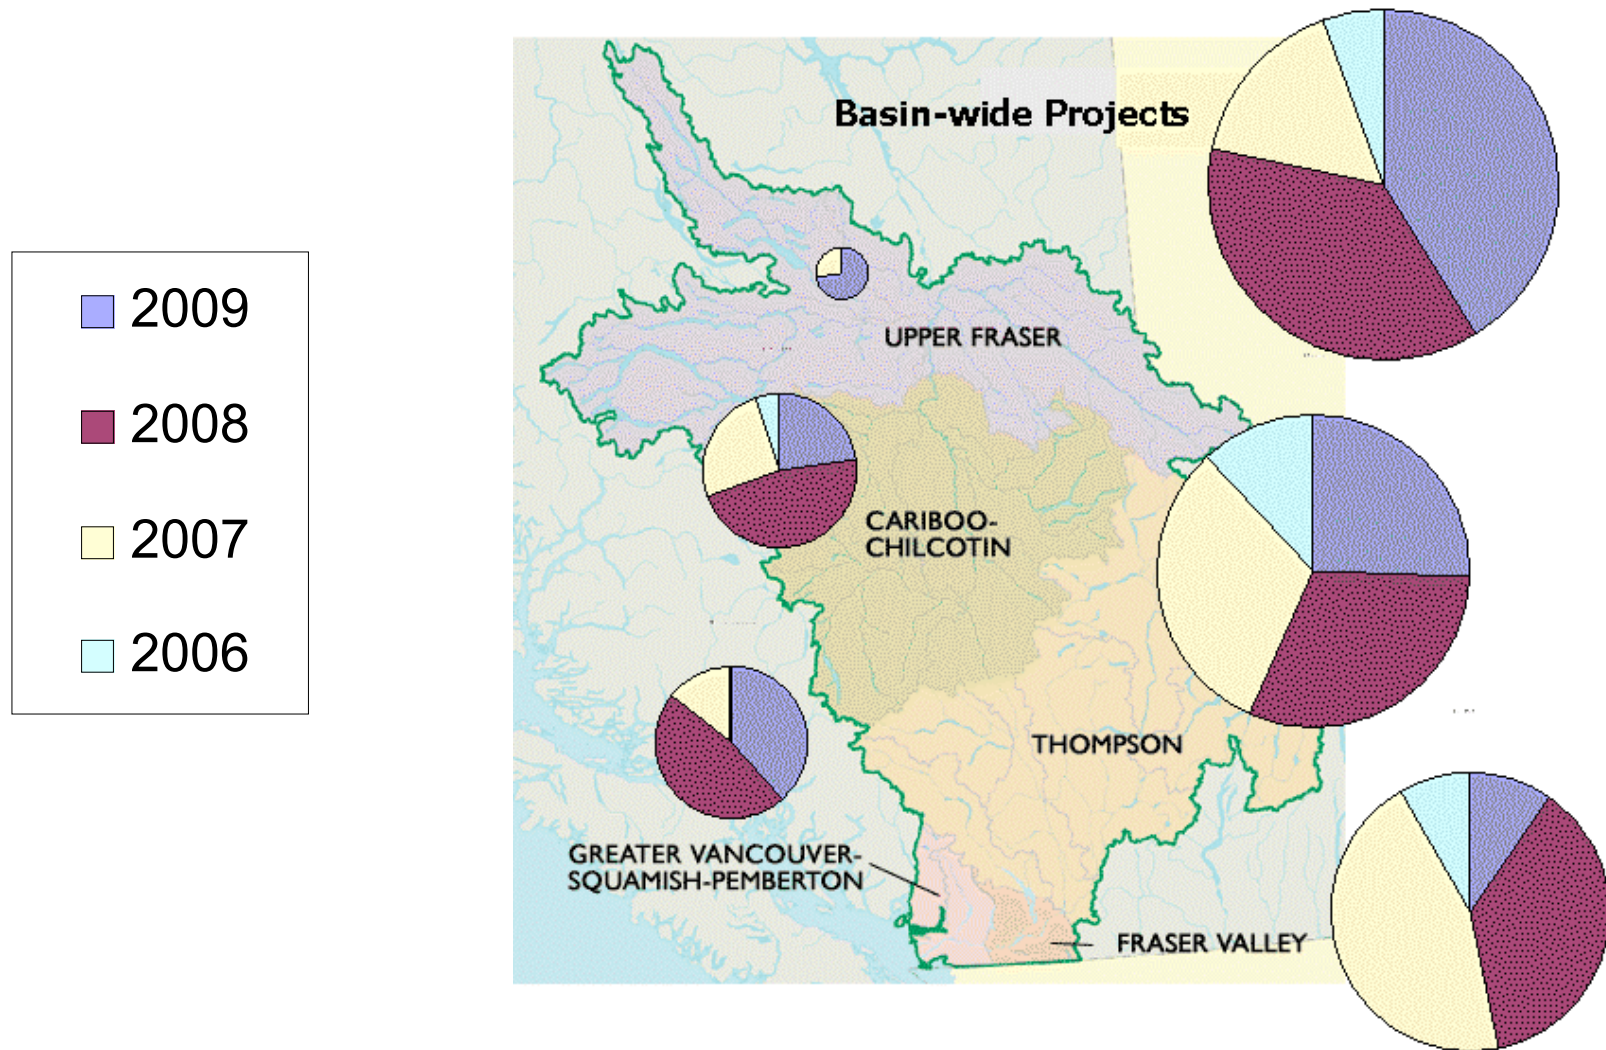 2009
2008
2007
2006
Basin-wide Projects
UPPER FRASER
CARIBOO-
CHILCOTIN
THOMPSON
GREATER VANCOUVER-
SQUAMISH-PEMBERTON
FRASER VALLEY